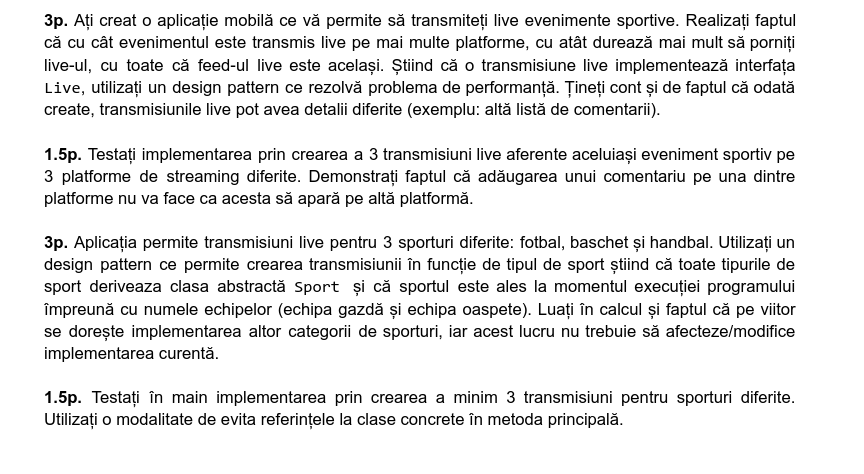 3p. Ați creat o aplicație mobilă ce vă permite să transmiteți live evenimente sportive. Realizați faptul
că cu cât evenimentul este transmis live pe mai multe platforme, cu atât durează mai mult să porniți
live-ul, cu toate că feed-ul live este același. Știind că o transmisiune live implementează interfața
Live, utilizați un design pattern ce rezolvă problema de performanță. Țineți cont și de faptul că odată
create, transmisiunile live pot avea detalii diferite (exemplu: altă listă de comentarii).
1.5p. Testați implementarea prin crearea a 3 transmisiuni live aferente aceluiași eveniment sportiv pe
3 platforme de streaming diferite. Demonstrați faptul că adăugarea unui comentariu pe una dintre
platforme nu va face ca acesta să apară pe altă platformă.
3p. Aplicația permite transmisiuni live pentru 3 sporturi diferite: fotbal, baschet și handbal. Utilizați un
design pattern ce permite crearea transmisiunii în funcție de tipul de sport știind că toate tipurile de
sport deriveaza clasa abstractă Sport și că sportul este ales la momentul execuției programului
împreună cu numele echipelor (echipa gazdă și echipa oaspete). Luați în calcul și faptul că pe viitor
se dorește implementarea altor categorii de sporturi, iar acest lucru nu trebuie să afecteze/modifice
implementarea curentă.
1.5p. Testați în main implementarea prin crearea a minim 3 transmisiuni pentru sporturi diferite.
Utilizați o modalitate de evita referințele la clase concrete în metoda principală.